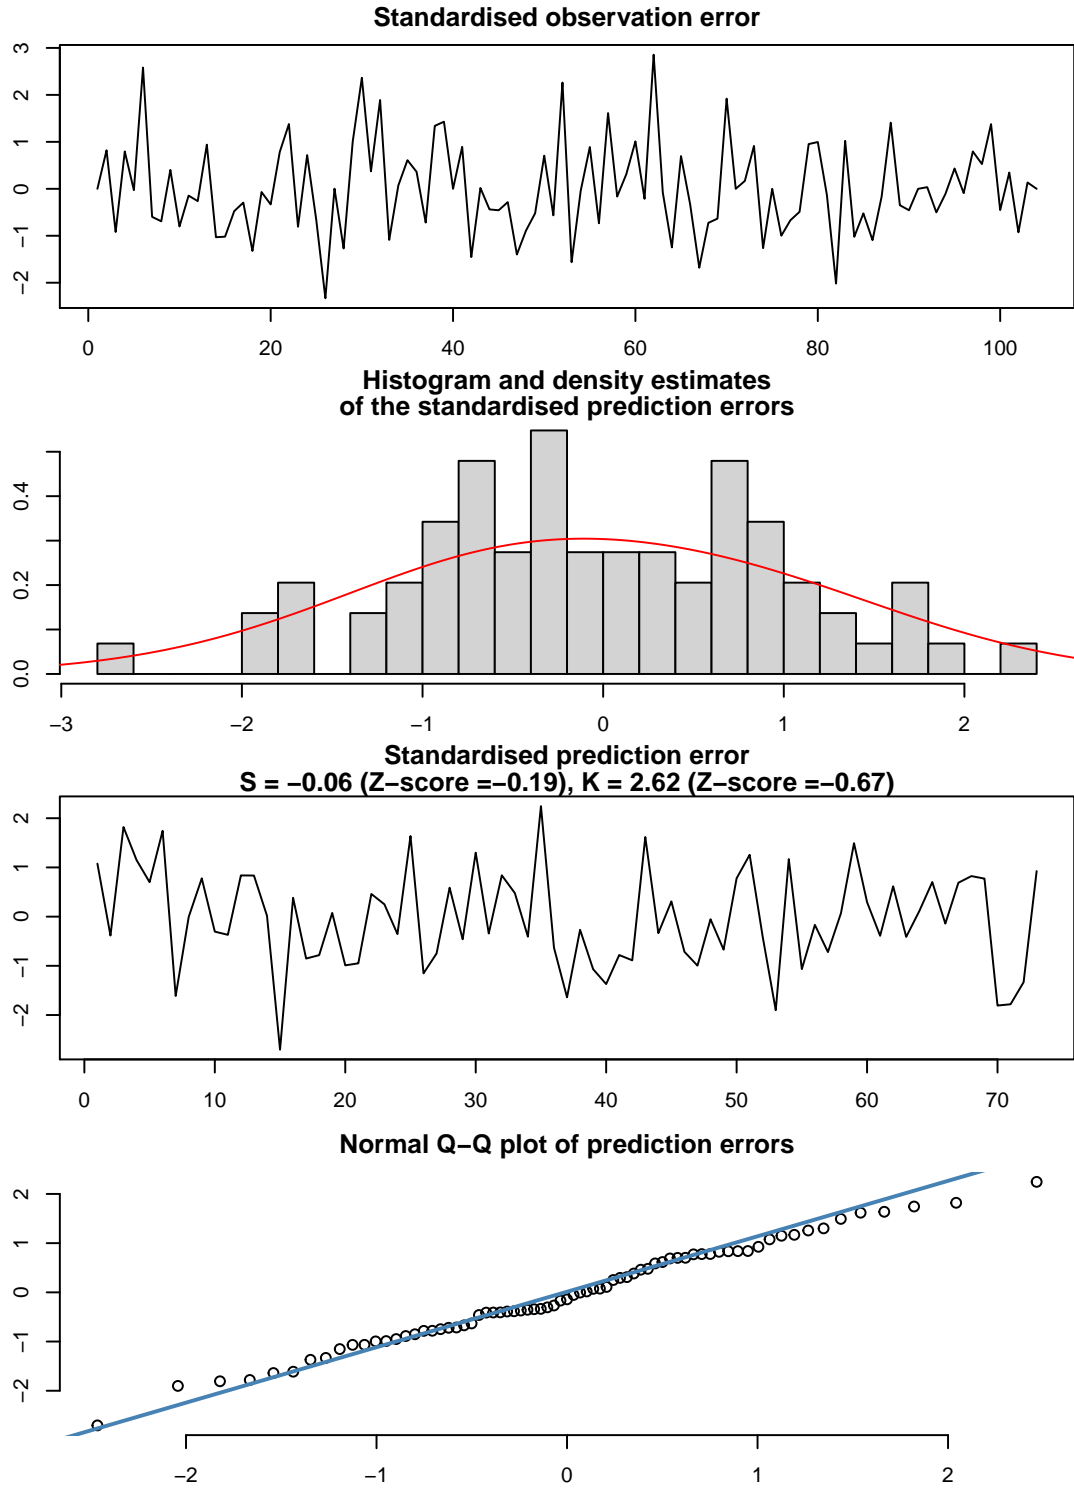 Standardised observation error
3
2
1
0
−1
−2
0 20 40 60 80 100
Histogram and density estimates
of the standardised prediction errors
0.4
0.2
0.0
−3 −2 −1 0 1 2
Standardised prediction error
S = −0.06 (Z−score =−0.19), K = 2.62 (Z−score =−0.67)
2
1
0
−1
−2
0 10 20 30 40 50 60 70
Normal Q−Q plot of prediction errors
2
1
0
−1
−2
−2 −1 0 1 2